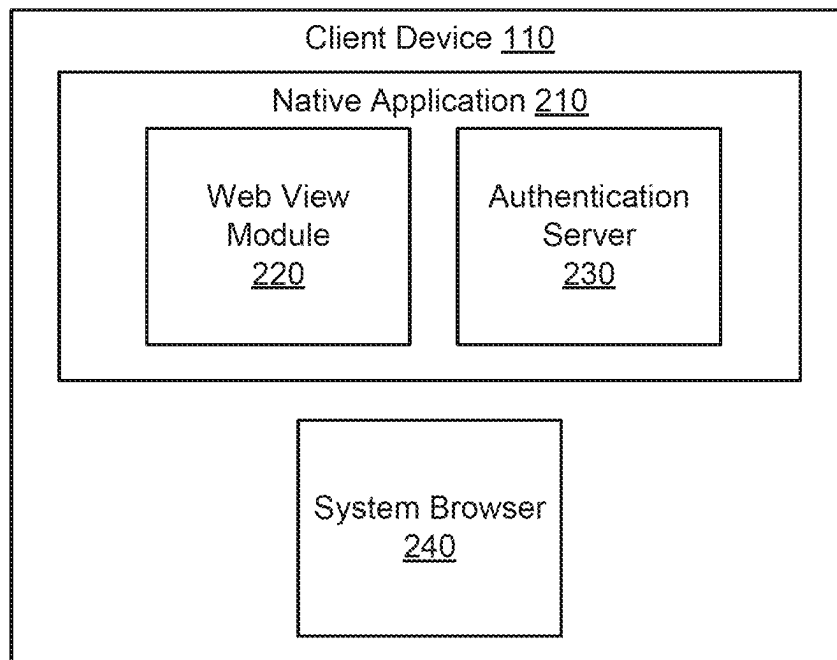 Client Device 110
Native Application 210
Web View
Module
220
Authentication
Server
230
System Browser
240